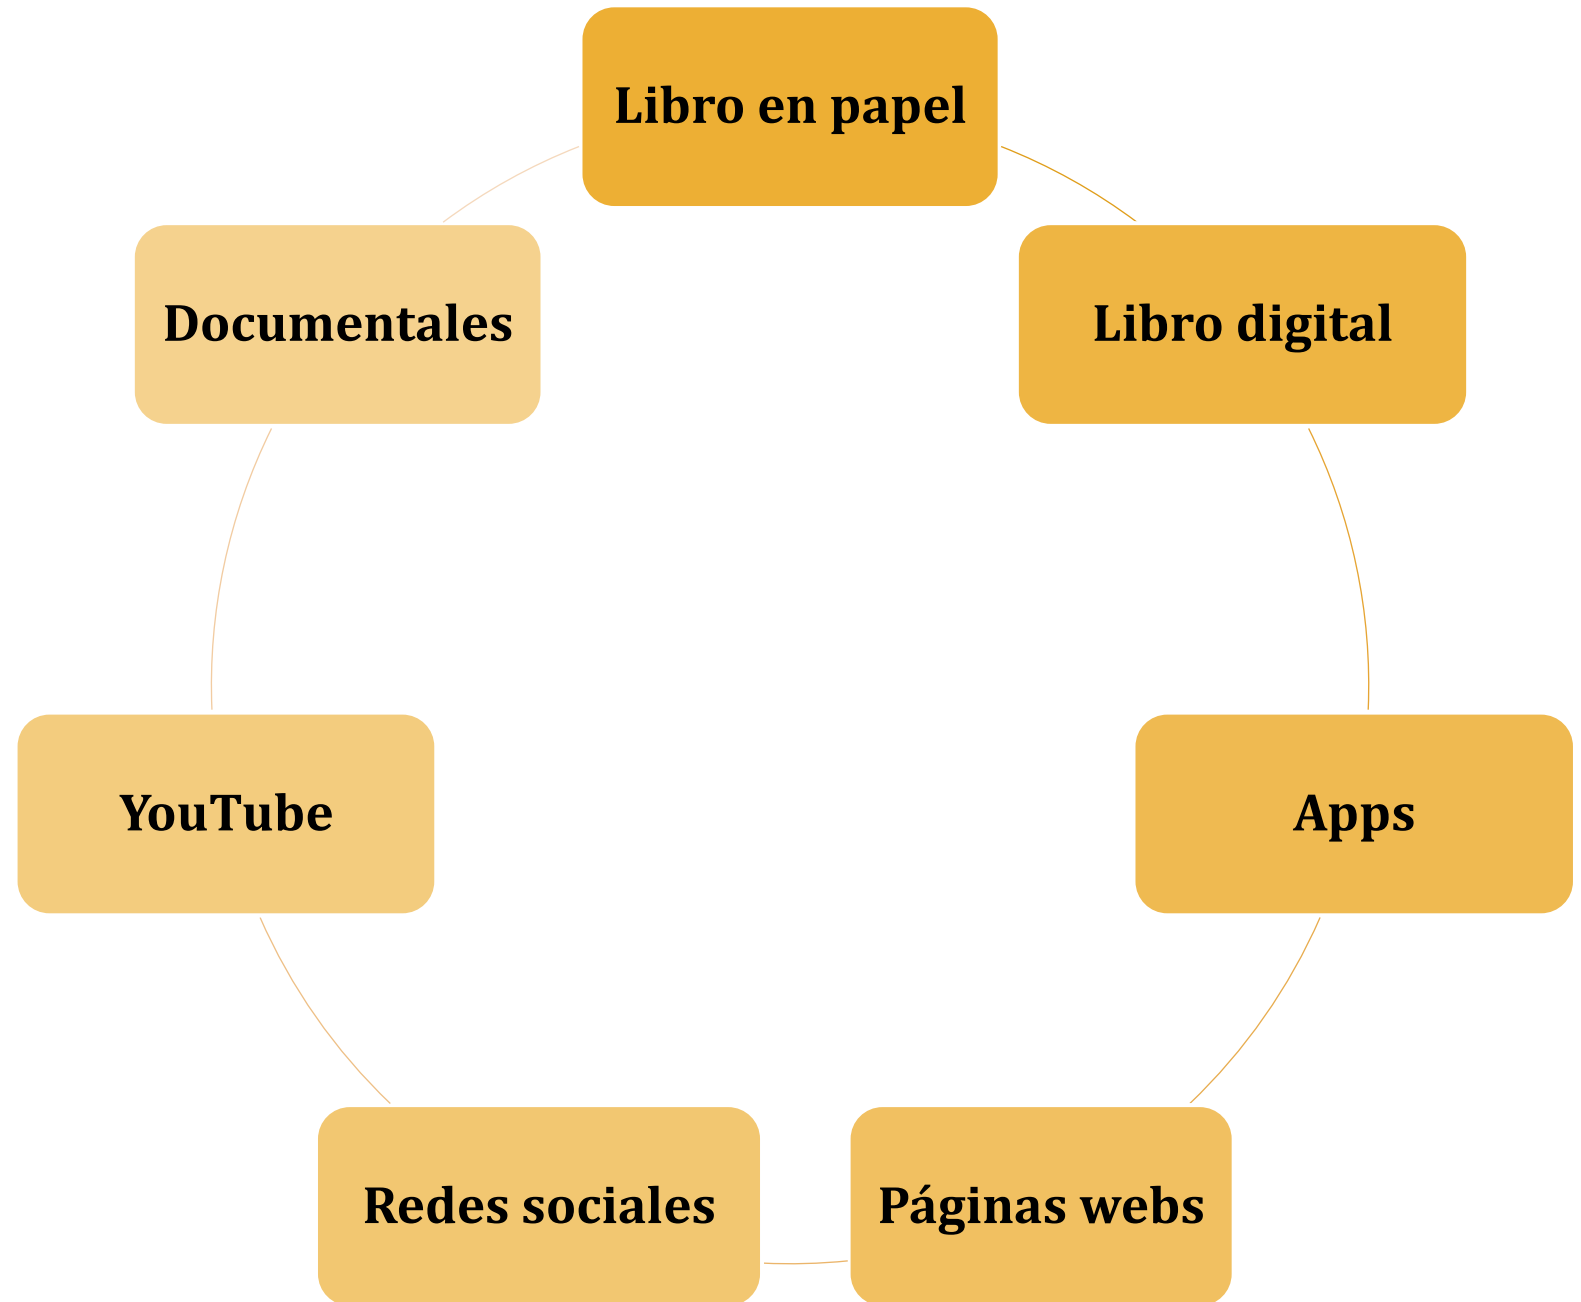 Libro en papel
Libro digital
Apps
Páginas webs
Redes sociales
YouTube
Documentales